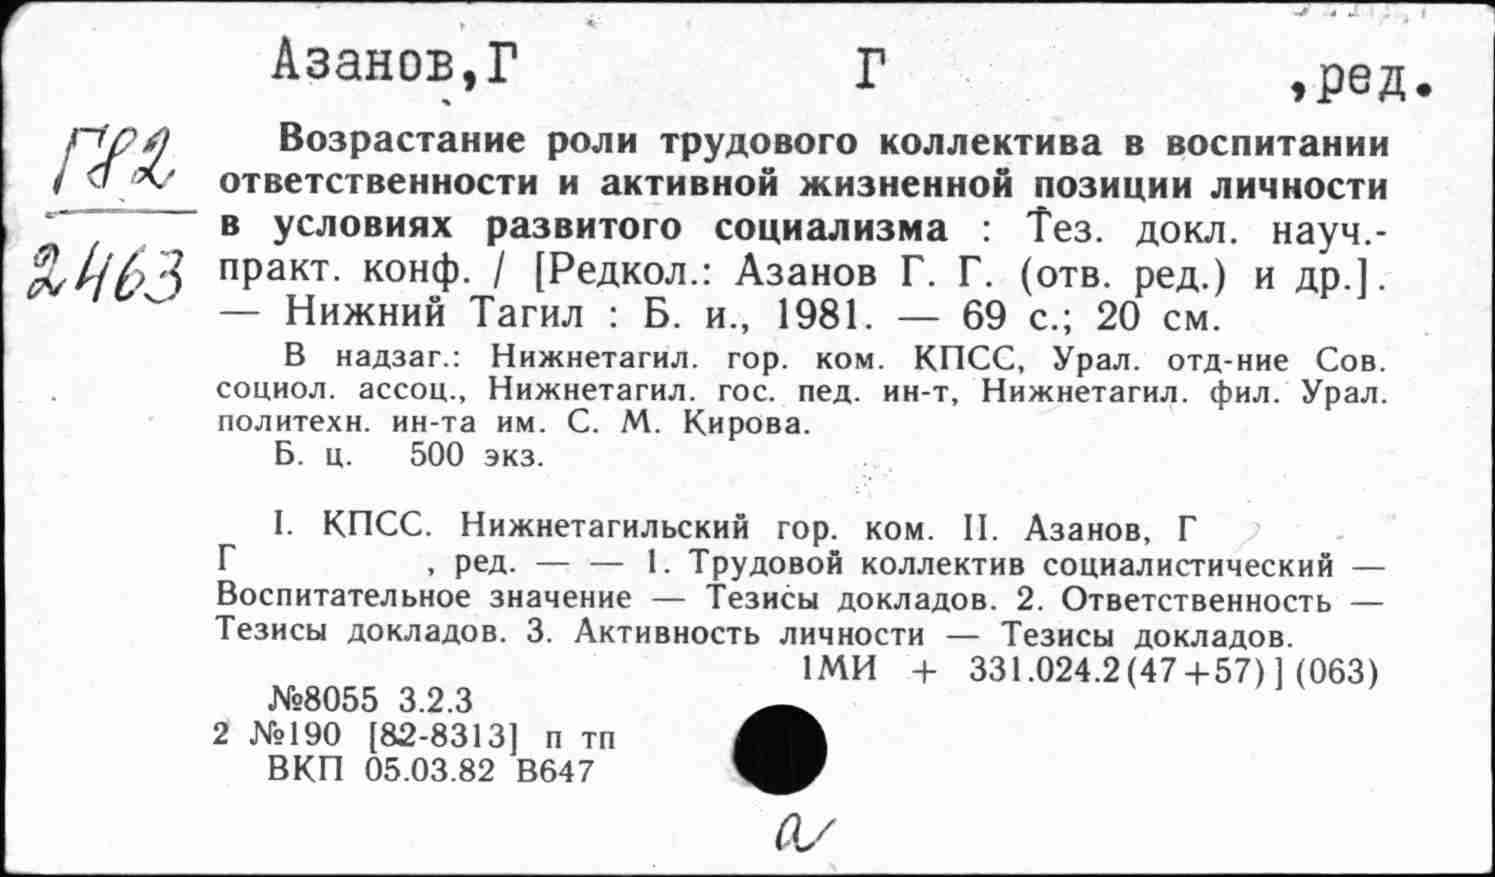 Азанов,Г Г ,ред.
П82
2463
Возрастание роли трудового коллектива в воспитании
ответственности и активной жизненной позиции личности
в условиях развитого социализма : Тез. докл. науч.-
практ. конф. / [Редкол.: Азанов Г. Г. (отв. ред.) и др.].
— Нижний Тагил : Б. и., 1981. — 69 с.; 20 см.
В надзаг.: Нижнетагил. гор. ком. КПСС, Урал. отд-ние Сов.
социол. ассоц., Нижнетагил. гос. пед. ин-т, Нижнетагил. фил. Урал.
политехн. ин-та им. С. М. Кирова.
Б. ц. 500 экз.
I. КПСС. Нижнетагильский гор. ком. II. Азанов, Г
Г , ред. — — 1. Трудовой коллектив социалистический —
Воспитательное значение — Тезисы докладов. 2. Ответственность —
Тезисы докладов. 3. Активность личности — Тезисы докладов.
1МИ + 331.024.2(47+57)](063)
№8055 3.2.3
2 №190 [82-8313] п тп
ВКП 05.03.82 В647
а